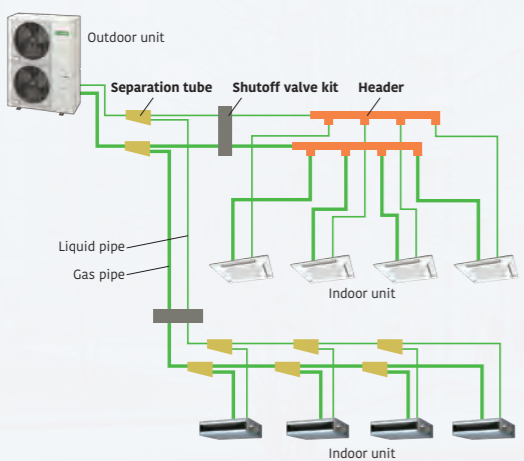 Outdoor unit
Separation tube
Shutoff valve kit
Header
Liquid pipe
Gas pipe
Indoor unit
Indoor unit